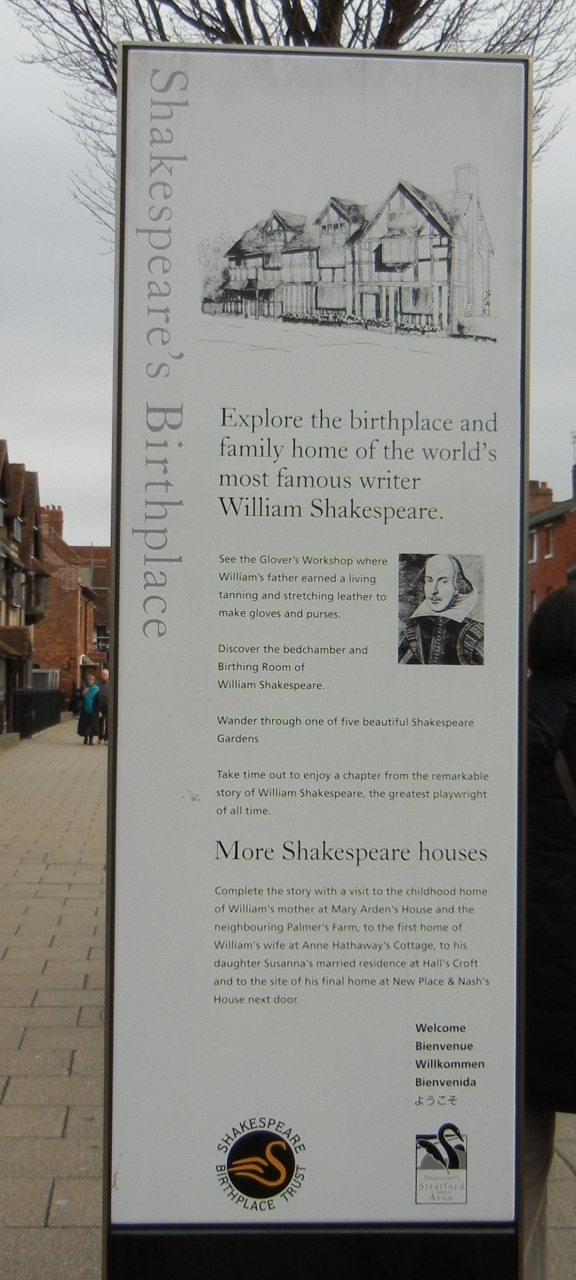 Shakespeare's Birthplace
Explore the birthplace and
family home of the world's
most famous writer
William Shakespeare.
See the Glover's Workshop where
William's father earned a living
tanning and stretching leather to
make gloves and purses.
Discover the bedchamber and
Birthing Room of
William Shakespeare.
Wander through one of five beautiful Shakespeare
Gardens
Take time out to enjoy a chapter from the remarkable
story of William Shakespeare, the greatest playwright
of all time.
More Shakespeare houses
Complete the story with a visit to the childhood home
of William's mother at Mary Arden's House and the
neighbouring Palmer's Farm, to the first home of
William's wife at Anne Hathaway's Cottage, to his
daughter Susanna's married residence at Hall's Croft
and to the site of his final home at New Place & Nash's
House next door.
Welcome
Bienvenue
Willkommen
Bienvenida
ようこそ
SHAKESPEARE
BIRTHPLACE TRUST
Shakespeare's
Stratford
Avon